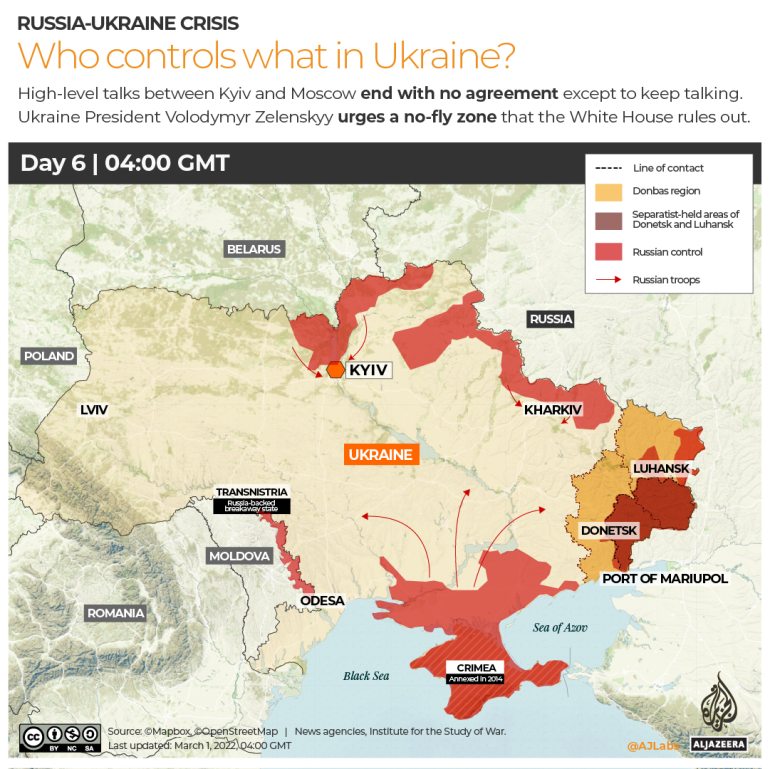 RUSSIA-UKRAINE CRISIS
Who controls what in Ukraine?
High-level talks between Kyiv and Moscow end with no agreement except to keep talking.
Ukraine President Volodymyr Zelenskyy urges a no-fly zone that the White House rules out.
Day 6 | 04:00 GMT
Line of contact
Donbas region
Separatist-held areas of
Donetsk and Luhansk
Russian control
Russian troops
BELARUS
RUSSIA
POLAND
KYIV
LVIV
KHARKIV
UKRAINE
LUHANSK
TRANSNISTRIA
Russia-backed
breakaway state
DONETSK
MOLDOVA
PORT OF MARIUPOL
ODESA
ROMANIA
Sea of Azov
CRIMEA
Annexed in 2014
Black Sea
cc BY NC SA
Source: ©Mapbox, ©OpenStreetMap | News agencies, Institute for the Study of War.
Last updated: March 1, 2022, 04:00 GMT
@AJLabs
ALJAZEERA